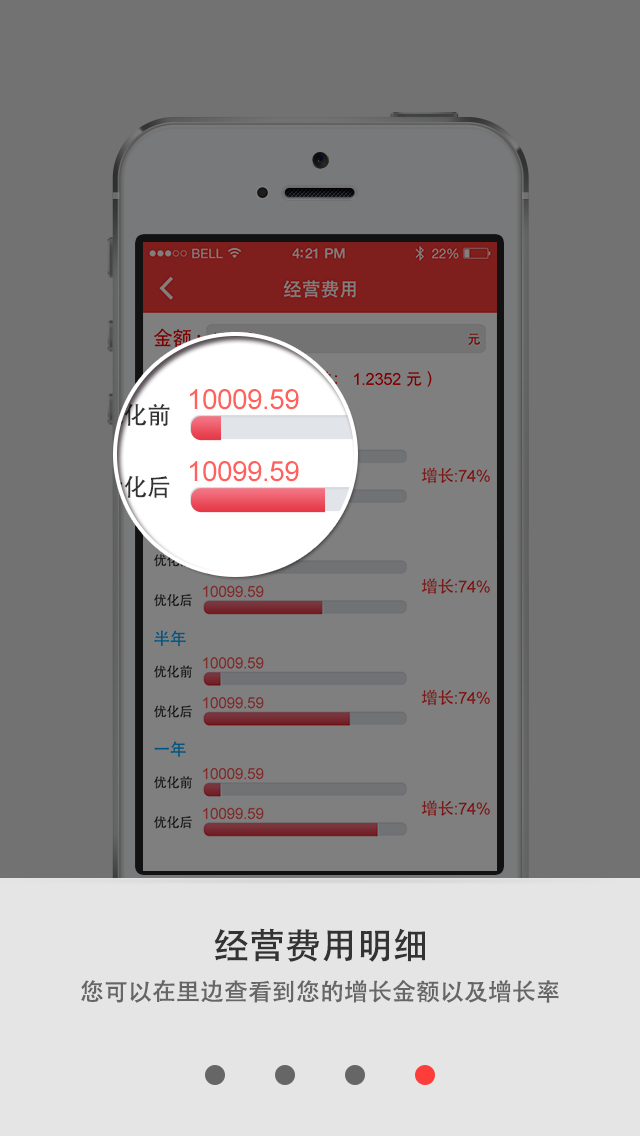 BELL 4:21 PM 22%
经营费用
金额 元
1.2352 元 )
化前 10009.59
化后 10099.59
增长:74%
优化
增长:74%
优化后 10099.59
半年
优化前 10009.59
增长:74%
优化后 10099.59
一年
优化前 10009.59
增长:74%
优化后 10099.59
经营费用明细
您可以在里边查看到您的增长金额以及增长率